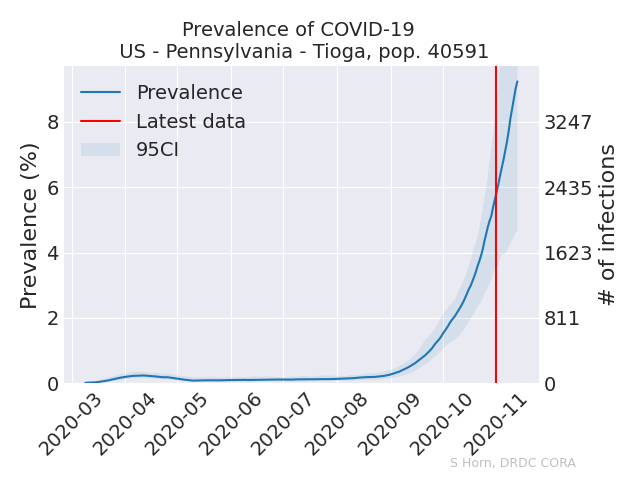 Prevalence of COVID-19
US - Pennsylvania - Tioga, pop. 40591
Prevalence
Latest data
95CI
Prevalence (%)
8
6
4
2
0
3247
2435
1623
811
0
# of infections
2020-03
2020-04
2020-05
2020-06
2020-07
2020-08
2020-09
2020-10
2020-11
S Horn, DRDC CORA